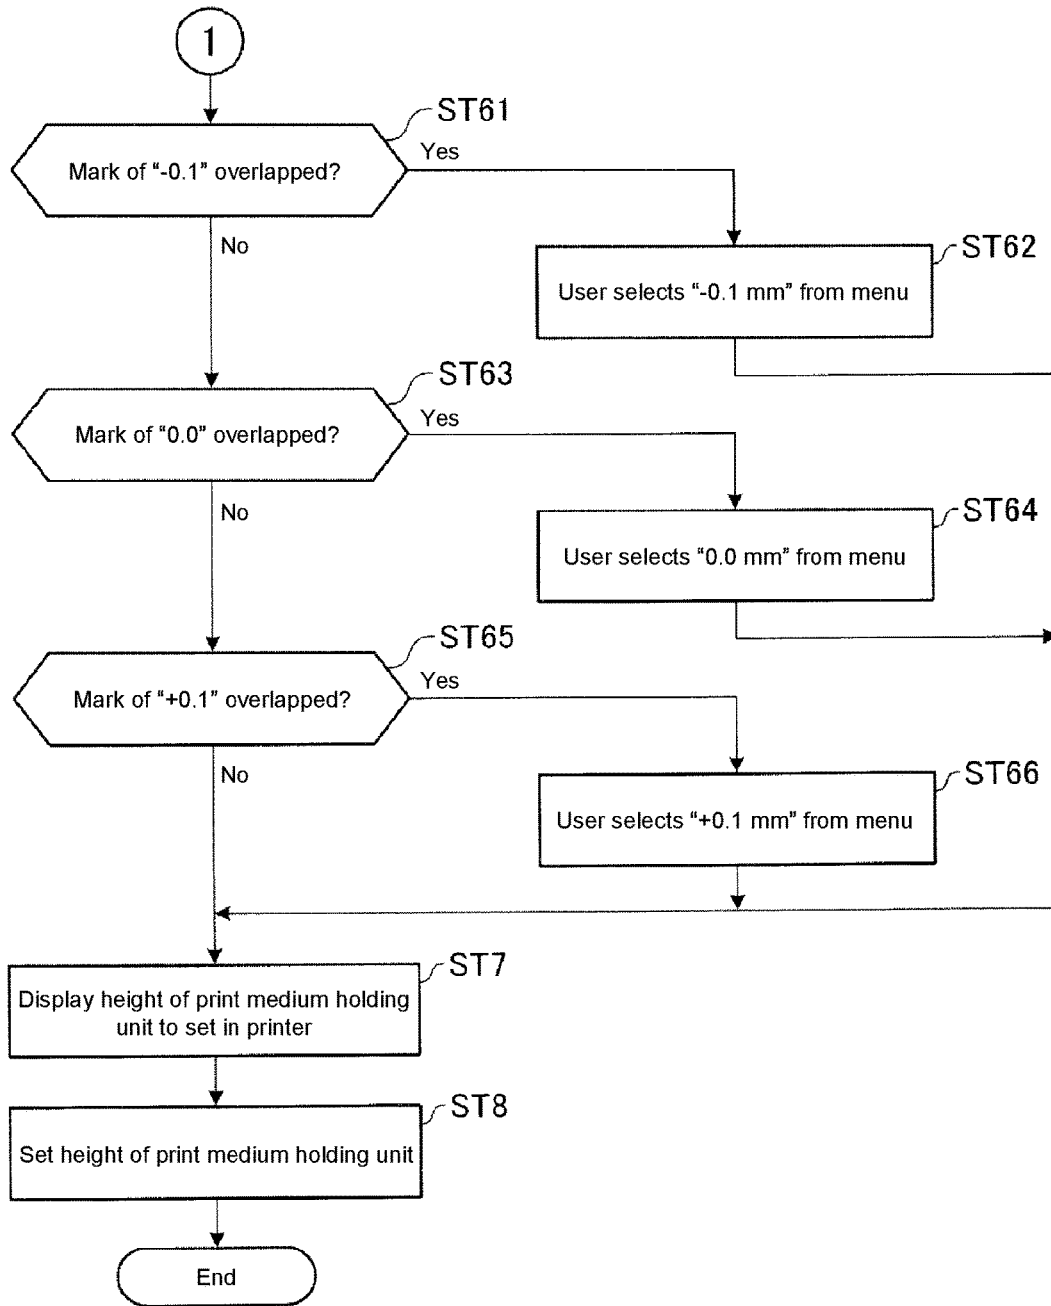 1
ST61
Mark of “-0.1” overlapped?
Yes
No
ST62
User selects “-0.1 mm” from menu
ST63
Mark of “0.0” overlapped?
Yes
No
ST64
User selects “0.0 mm” from menu
ST65
Mark of “+0.1” overlapped?
Yes
No
ST66
User selects “+0.1 mm” from menu
ST7
Display height of print medium holding
unit to set in printer
ST8
Set height of print medium holding unit
End